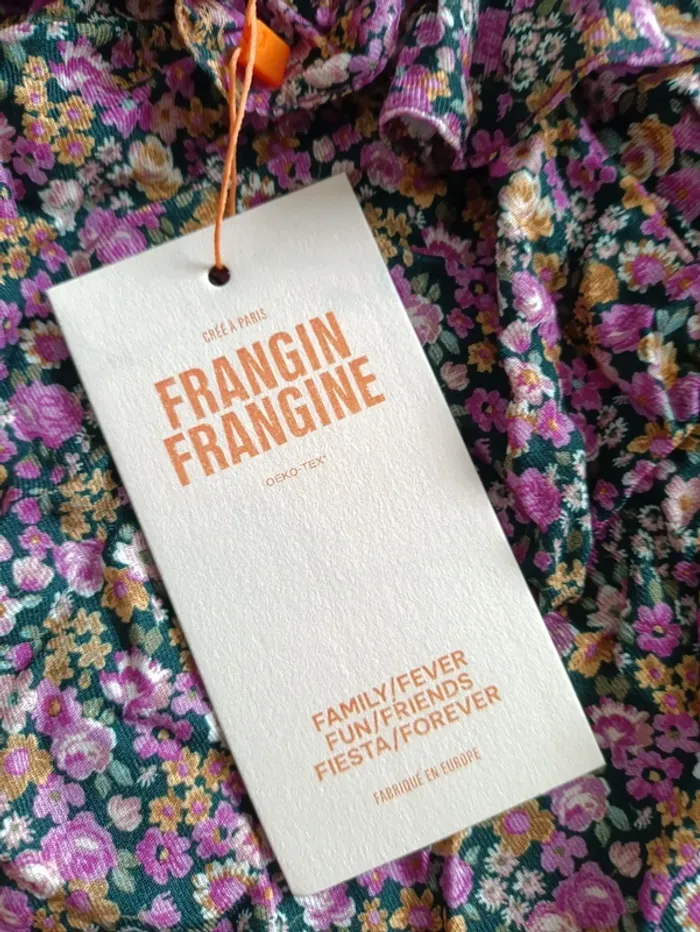 CRÉÉ À PARIS
FRANGIN
FRANGINE
OEKO-TEX®
FAMILY/FEVER
FUN/FRIENDS
FIESTA/FOREVER
FABRIQUÉ EN EUROPE